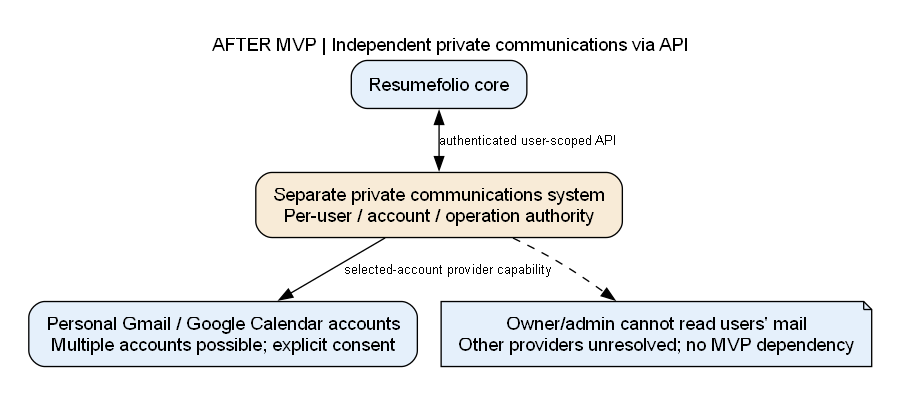 AFTER MVP | Independent private communications via API
Resumefolio core
authenticated user-scoped API
Separate private communications system
Per-user / account / operation authority
selected-account provider capability
Personal Gmail / Google Calendar accounts
Multiple accounts possible; explicit consent
Owner/admin cannot read users’ mail
Other providers unresolved; no MVP dependency